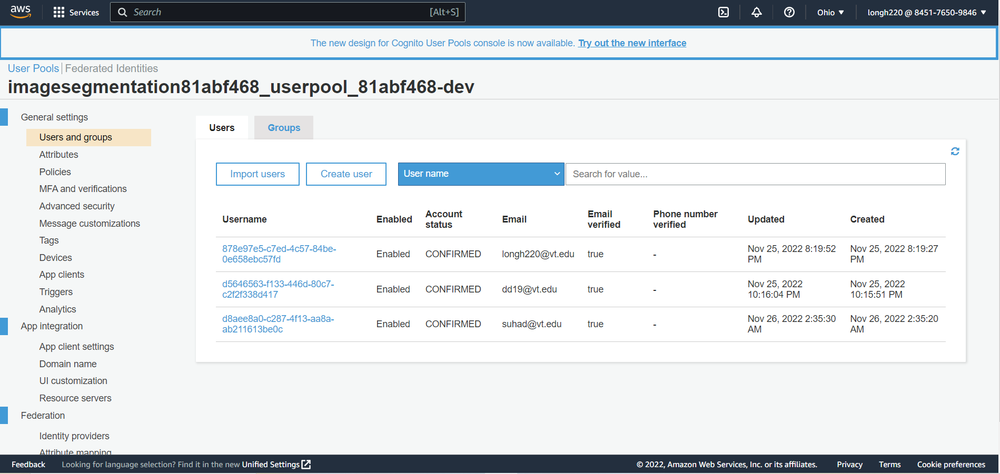 aws
Services
Search [Alt+S]
Ohio
longh220 @ 8451-7650-9846
The new design for Cognito User Pools console is now available. Try out the new interface
User Pools | Federated Identities
imagesegmentation81abf468_userpool_81abf468-dev
General settings
Users and groups
Attributes
Policies
MFA and verifications
Advanced security
Message customizations
Tags
Devices
App clients
Triggers
Analytics
App integration
App client settings
Domain name
UI customization
Resource servers
Federation
Identity providers
Attribute mapping
Users Groups
Import users Create user User name Search for value...
Username Enabled Account status Email Email verified Phone number verified Updated Created
878e97e5-c7ed-4c57-84be-0e658ebc57fd Enabled CONFIRMED longh220@vt.edu true - Nov 25, 2022 8:19:52 PM Nov 25, 2022 8:19:27 PM
d5646563-f133-446d-80c7-c2f2f338d417 Enabled CONFIRMED dd19@vt.edu true - Nov 25, 2022 10:16:04 PM Nov 25, 2022 10:15:51 PM
d8aee8a0-c287-4f13-aa8a-ab211613be0c Enabled CONFIRMED suhad@vt.edu true - Nov 26, 2022 2:35:30 AM Nov 26, 2022 2:35:20 AM
Feedback Looking for language selection? Find it in the new Unified Settings © 2022, Amazon Web Services, Inc. or its affiliates. Privacy Terms Cookie preferences